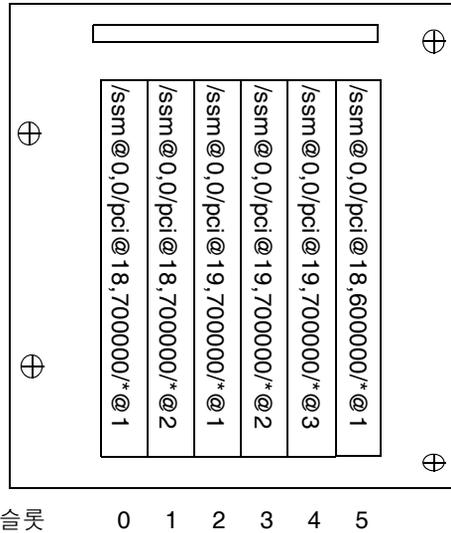 /ssm@0,0/pci@18,700000/*@1
/ssm@0,0/pci@18,700000/*@2
/ssm@0,0/pci@19,700000/*@1
/ssm@0,0/pci@19,700000/*@2
/ssm@0,0/pci@19,700000/*@3
/ssm@0,0/pci@18,600000/*@1
슬롯 0 1 2 3 4 5